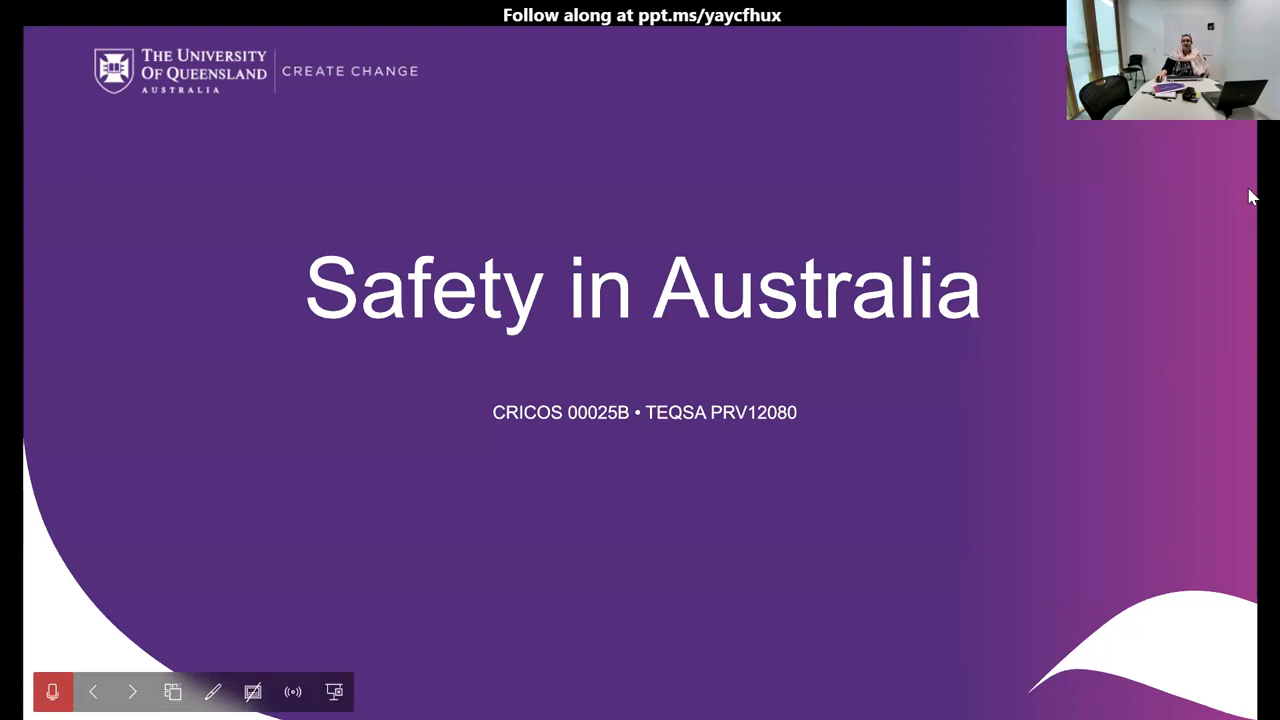 Follow along at ppt.ms/yaycfhux
THE UNIVERSITY
OF QUEENSLAND
AUSTRALIA
CREATE CHANGE
Safety in Australia
CRICOS 00025B • TEQSA PRV12080